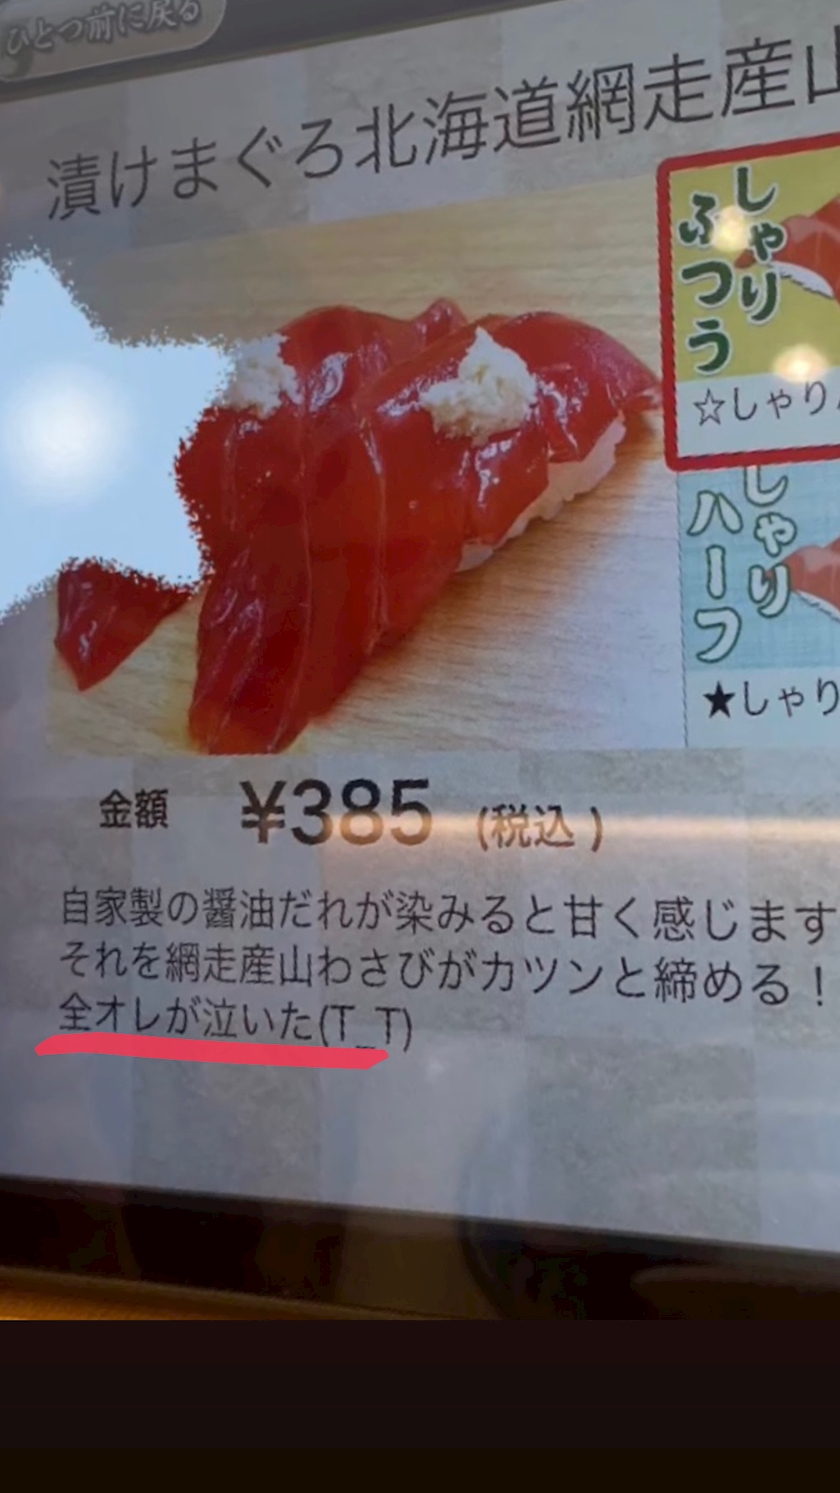 ひとつ前に戻る
漬けまぐろ北海道網走産山
しゃり
ふつう
☆しゃり
しゃり
ハーフ
★しゃり
金額 ¥385 (税込)
自家製の醤油だれが染みると甘く感じます
それを網走産山わさびがカツンと締める！
全オレが泣いた(T_T)